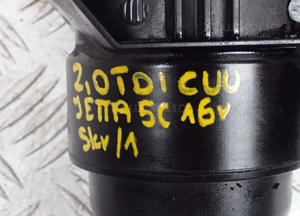 2,0TDI CUU
JETTA 5C 16v
Skv/1